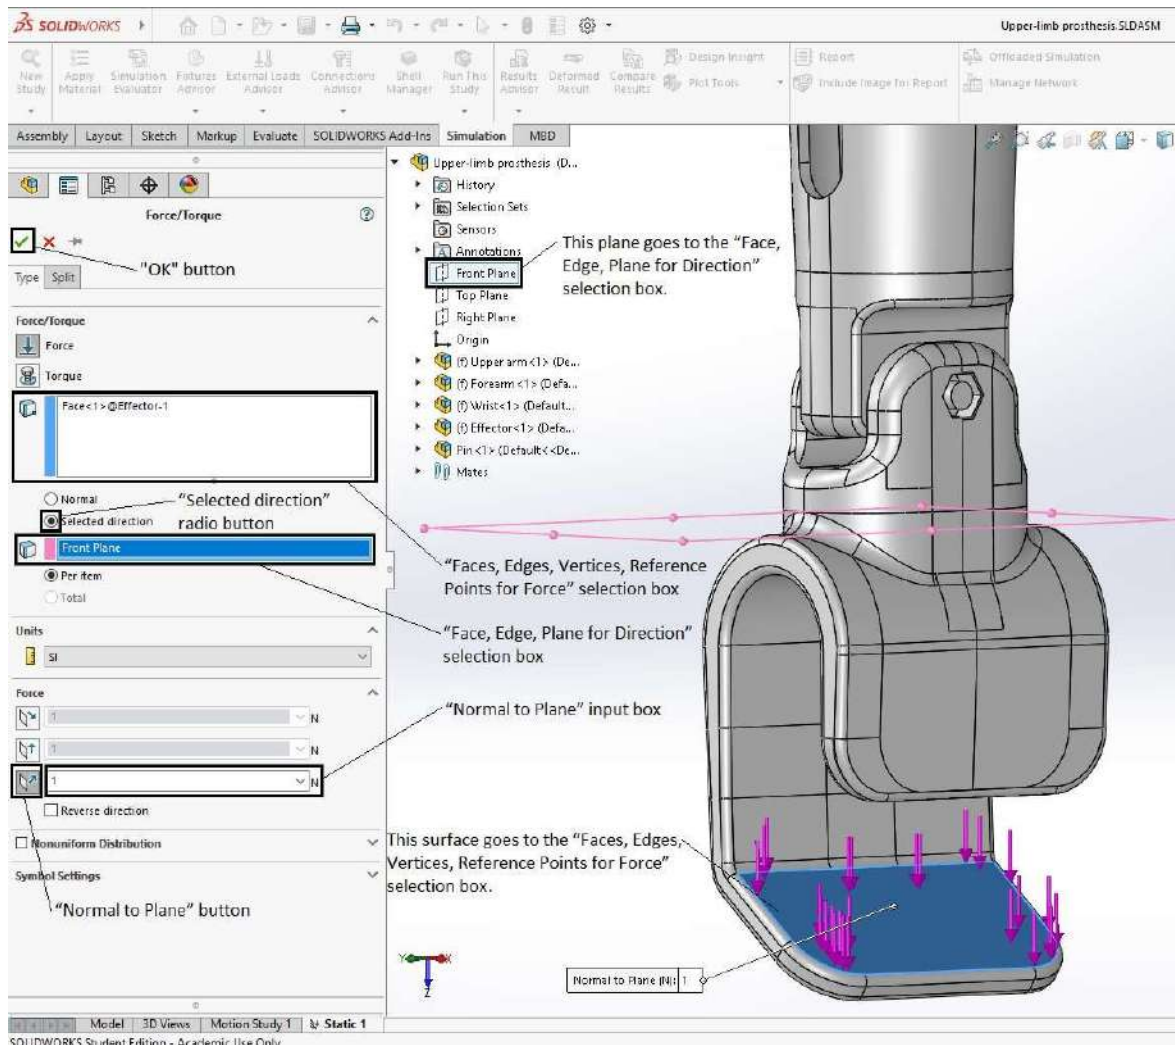 SOLIDWORKS
Upper-limb prosthesis.SLDASM
New Study
Apply Material
Simulation Evaluator
Fixtures Advisor
External Loads Advisor
Connections Advisor
Shell Manager
Run This Study
Results Advisor
Deformed Result
Compare Results
Design Insight
Plot Tools
Report
Include Image for Report
Offloaded Simulation
Manage Network
Assembly Layout Sketch Markup Evaluate SOLIDWORKS Add-Ins Simulation MBD
Force/Torque
"OK" button
Type Split
Force/Torque
Force
Torque
Face<1>@Effector-1
Normal
Selected direction
"Selected direction"
radio button
Front Plane
Per item
Total
Units
SI
Force
1 N
1 N
1 N
Reverse direction
Nonuniform Distribution
Symbol Settings
"Normal to Plane" button
Upper-limb prosthesis (D...
History
Selection Sets
Sensors
Annotations
Front Plane
Top Plane
Right Plane
Origin
(f) Upper arm<1> (De...
(f) Forearm<1> (Defa...
(f) Wrist<1> (Default...
(f) Effector<1> (Defa...
Pin<1> (Default<<De...
Mates
This plane goes to the “Face,
Edge, Plane for Direction”
selection box.
“Faces, Edges, Vertices, Reference
Points for Force” selection box
“Face, Edge, Plane for Direction”
selection box
“Normal to Plane” input box
This surface goes to the “Faces, Edges,
Vertices, Reference Points for Force”
selection box.
Normal to Plane (N): 1
Y X
Z
Model 3D Views Motion Study 1 Static 1
SOLIDWORKS Student Edition - Academic Use Only